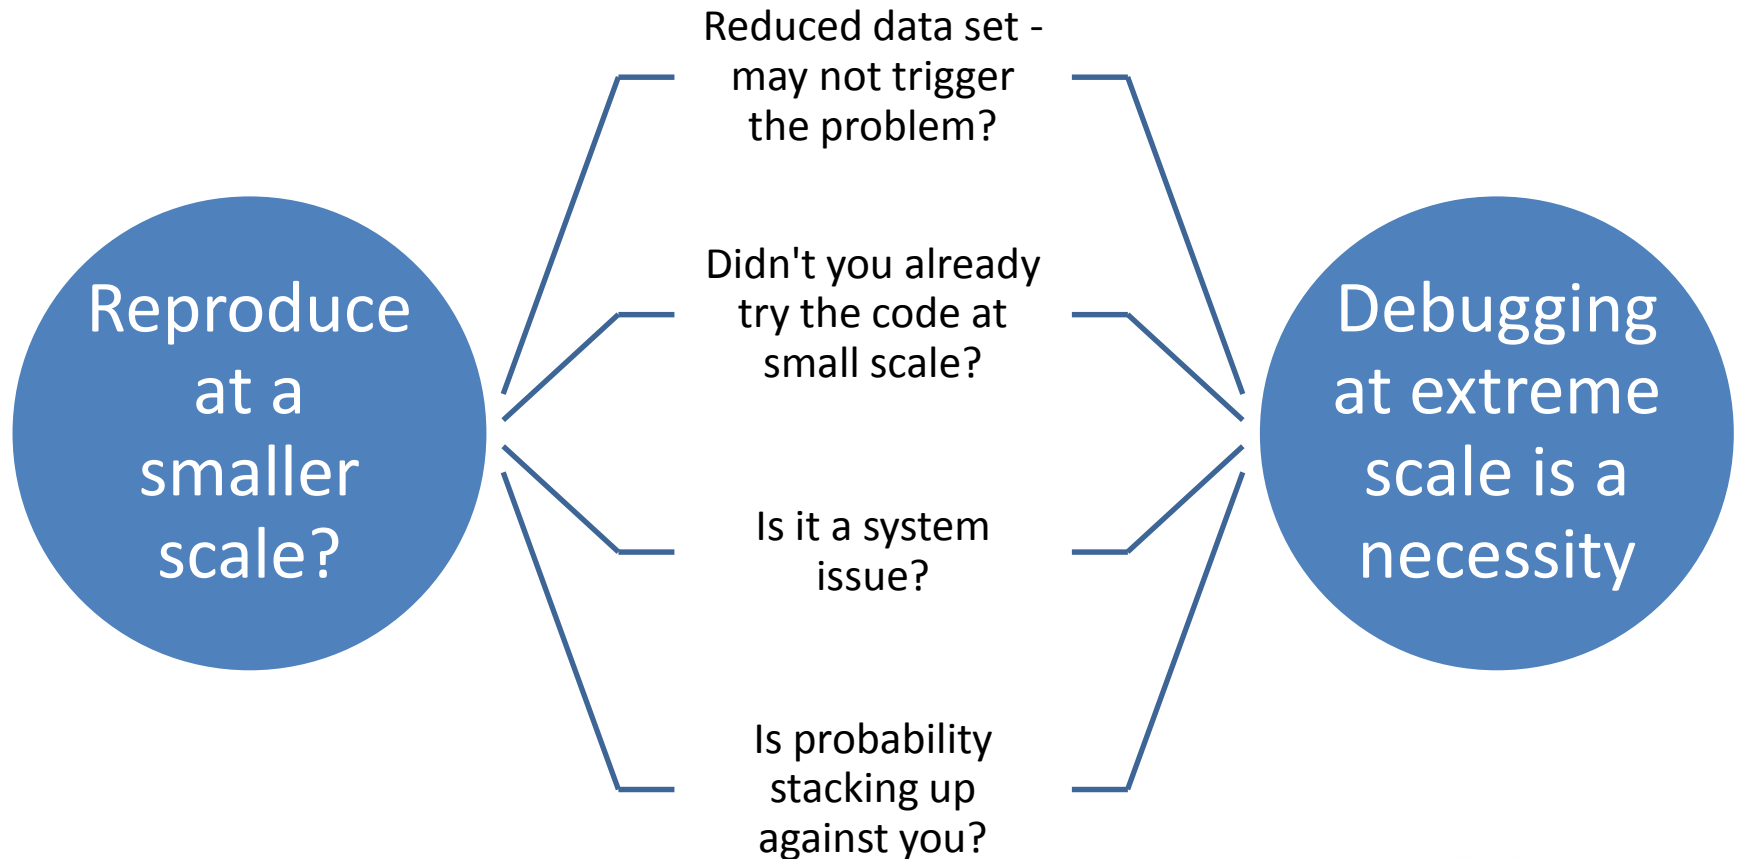 Reproduce
at a
smaller
scale?
Reduced data set -
may not trigger
the problem?
Didn't you already
try the code at
small scale?
Is it a system
issue?
Is probability
stacking up
against you?
Debugging
at extreme
scale is a
necessity